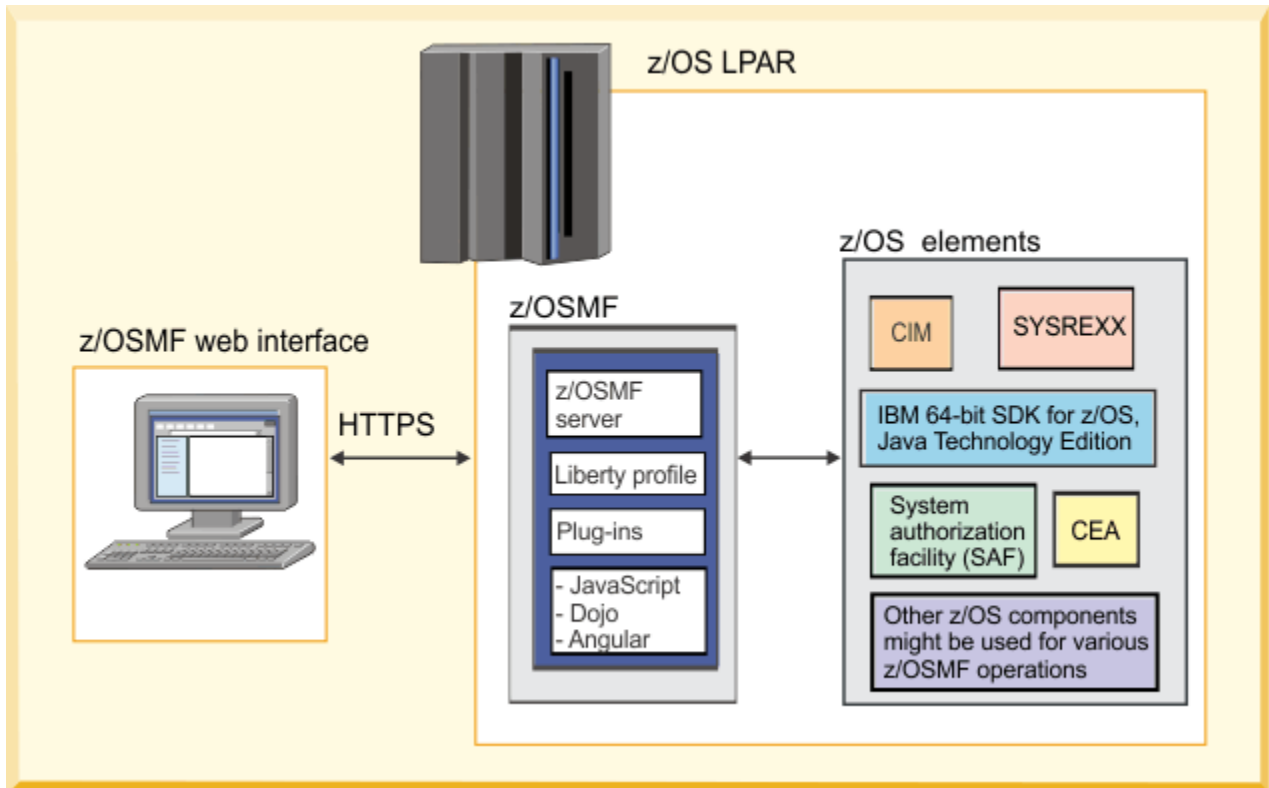 z/OS LPAR
z/OS elements
CIM
SYSREXX
z/OSMF
z/OSMF web interface
z/OSMF
server
HTTPS
IBM 64-bit SDK for z/OS,
Java Technology Edition
Liberty profile
Plug-ins
System
authorization
facility (SAF)
CEA
- JavaScript
- Dojo
- Angular
Other z/OS components
might be used for various
z/OSMF operations